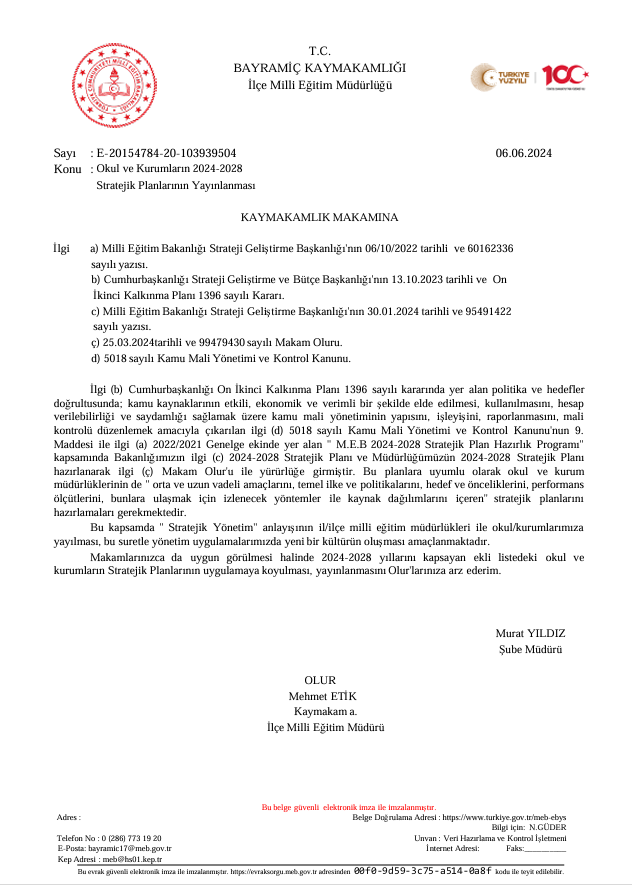 T.C.
BAYRAMİÇ KAYMAKAMLIĞI
İlçe Milli Eğitim Müdürlüğü
TÜRKİYE
YÜZYILI
100
Sayı : E-20154784-20-103939504 06.06.2024
Konu : Okul ve Kurumların 2024-2028
Stratejik Planlarının Yayınlanması
KAYMAKAMLIK MAKAMINA
İlgi a) Milli Eğitim Bakanlığı Strateji Geliştirme Başkanlığı'nın 06/10/2022 tarihli ve 60162336
sayılı yazısı.
b) Cumhurbaşkanlığı Strateji Geliştirme ve Bütçe Başkanlığı'nın 13.10.2023 tarihli ve On
İkinci Kalkınma Planı 1396 sayılı Kararı.
c) Milli Eğitim Bakanlığı Strateji Geliştirme Başkanlığı'nın 30.01.2024 tarihli ve 95491422
sayılı yazısı.
ç) 25.03.2024tarihli ve 99479430 sayılı Makam Oluru.
d) 5018 sayılı Kamu Mali Yönetimi ve Kontrol Kanunu.
İlgi (b) Cumhurbaşkanlığı On İkinci Kalkınma Planı 1396 sayılı kararında yer alan politika ve hedefler
doğrultusunda; kamu kaynaklarının etkili, ekonomik ve verimli bir şekilde elde edilmesi, kullanılmasını, hesap
verilebilirliği ve saydamlığı sağlamak üzere kamu mali yönetiminin yapısını, işleyişini, raporlanmasını, mali
kontrolü düzenlemek amacıyla çıkarılan ilgi (d) 5018 sayılı Kamu Mali Yönetimi ve Kontrol Kanunu'nun 9.
Maddesi ile ilgi (a) 2022/2021 Genelge ekinde yer alan " M.E.B 2024-2028 Stratejik Plan Hazırlık Programı"
kapsamında Bakanlığımızın ilgi (c) 2024-2028 Stratejik Planı ve Müdürlüğümüzün 2024-2028 Stratejik Planı
hazırlanarak ilgi (ç) Makam Olur'u ile yürürlüğe girmiştir. Bu planlara uyumlu olarak okul ve kurum
müdürlüklerinin de " orta ve uzun vadeli amaçlarını, temel ilke ve politikalarını, hedef ve önceliklerini, performans
ölçütlerini, bunlara ulaşmak için izlenecek yöntemler ile kaynak dağılımlarını içeren" stratejik planlarını
hazırlamaları gerekmektedir.
Bu kapsamda " Stratejik Yönetim" anlayışının il/ilçe milli eğitim müdürlükleri ile okul/kurumlarımıza
yayılması, bu suretle yönetim uygulamalarımızda yeni bir kültürün oluşması amaçlanmaktadır.
Makamlarınızca da uygun görülmesi halinde 2024-2028 yıllarını kapsayan ekli listedeki okul ve
kurumların Stratejik Planlarının uygulamaya koyulması, yayınlanmasını Olur'larınıza arz ederim.
Murat YILDIZ
Şube Müdürü
OLUR
Mehmet ETİK
Kaymakam a.
İlçe Milli Eğitim Müdürü
Bu belge güvenli elektronik imza ile imzalanmıştır.
Adres : Belge Doğrulama Adresi : https://www.turkiye.gov.tr/meb-ebys
Bilgi için: N.GÜDER
Telefon No : 0 (286) 773 19 20 Unvan : Veri Hazırlama ve Kontrol İşletmeni
E-Posta: bayramic17@meb.gov.tr İnternet Adresi: Faks:__________
Kep Adresi : meb@hs01.kep.tr
Bu evrak güvenli elektronik imza ile imzalanmıştır. https://evraksorgu.meb.gov.tr adresinden 00f0-9d59-3c75-a514-0a8f kodu ile teyit edilebilir.